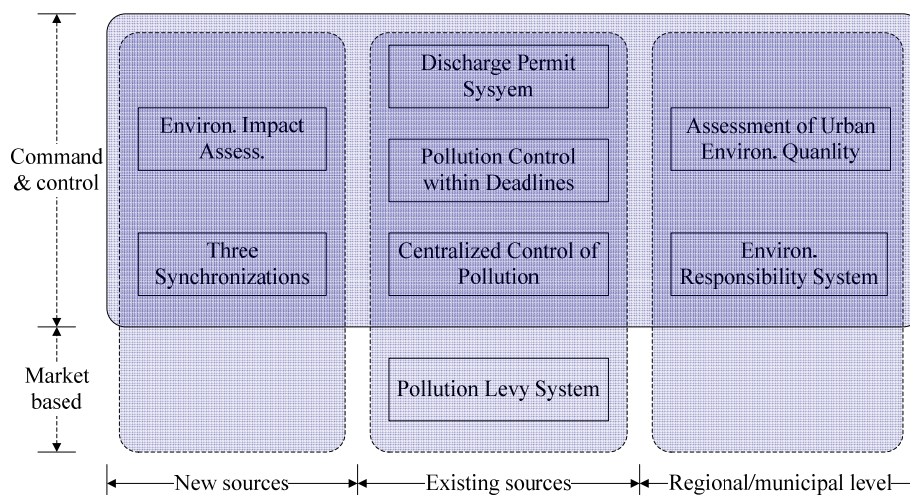 Discharge Permit
Sysyem
Environ. Impact
Assess.
Assessment of Urban
Environ. Quanlity
Command
& control
Pollution Control
within Deadlines
Three
Synchronizations
Centralized Control of
Pollution
Environ.
Responsibility System
Market
based
Pollution Levy System
New sources
Existing sources
Regional/municipal level